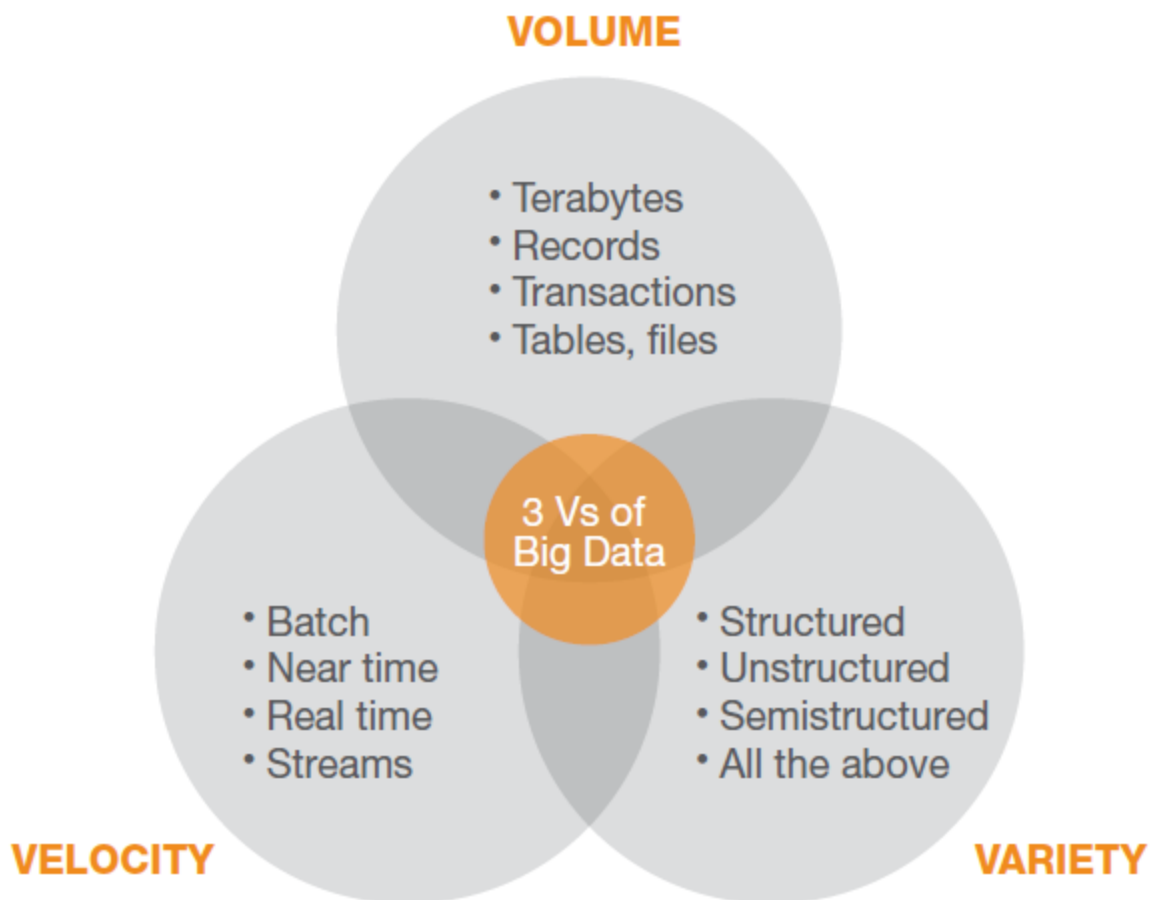 VOLUME
• Terabytes
• Records
• Transactions
• Tables, files
3 Vs of
Big Data
• Batch
• Near time
• Real time
• Streams
• Structured
• Unstructured
• Semistructured
• All the above
VELOCITY
VARIETY